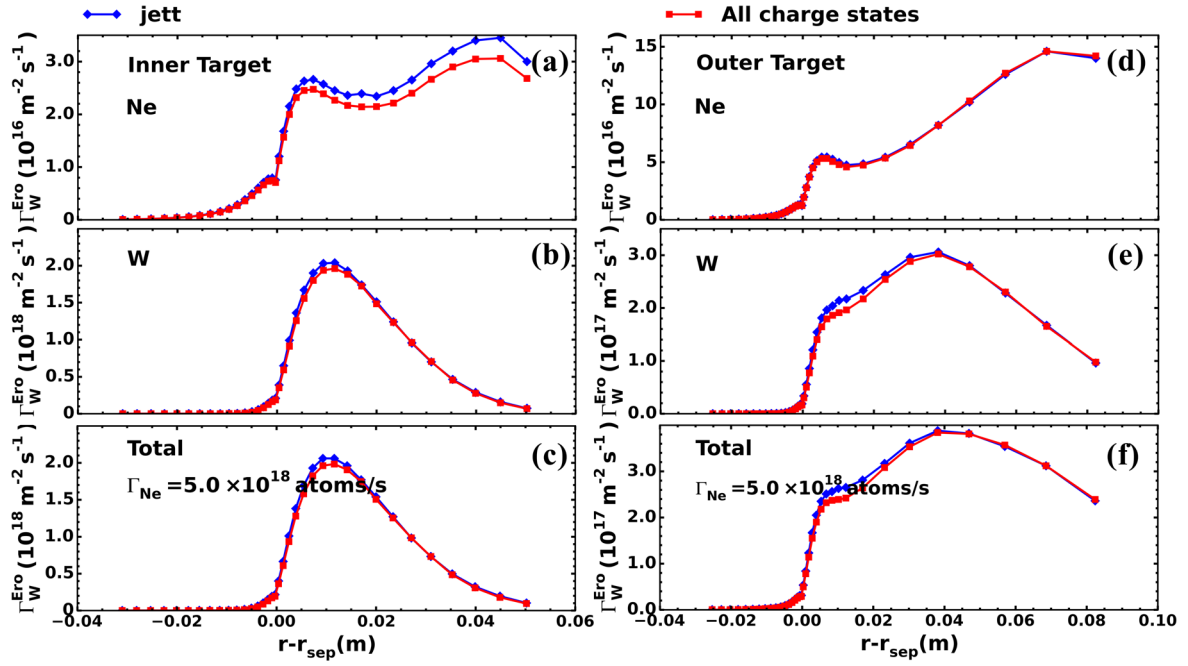 jett
All charge states
Γ_W^Ero (10^16 m^-2 s^-1)
3.0
2.0
1.0
0
Inner Target
Ne
(a)
Γ_W^Ero (10^16 m^-2 s^-1)
15
10
5
0
Outer Target
Ne
(d)
Γ_W^Ero (10^18 m^-2 s^-1)
2.0
1.5
1.0
0.5
0
W
(b)
Γ_W^Ero (10^17 m^-2 s^-1)
3.0
2.0
1.0
0.0
W
(e)
Γ_W^Ero (10^18 m^-2 s^-1)
2.0
1.5
1.0
0.5
0
Total
(c)
Γ_Ne =5.0 ×10^18 atoms/s
−0.04 −0.02 0.00 0.02 0.04 0.06
r-r_sep(m)
Γ_W^Ero (10^17 m^-2 s^-1)
3.0
2.0
1.0
0
Total
(f)
Γ_Ne =5.0 ×10^18 atoms/s
−0.04 −0.02 0.00 0.02 0.04 0.06 0.08 0.10
r-r_sep(m)